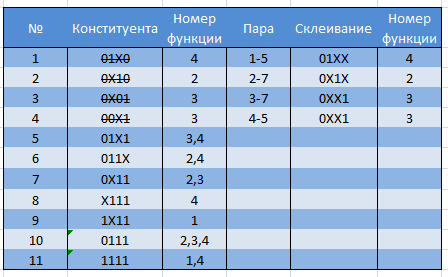 № Конституента Номер функции Пара Склеивание Номер функции
1 01X0 4 1-5 01XX 4
2 0X10 2 2-7 0X1X 2
3 0X01 3 3-7 0XX1 3
4 00X1 3 4-5 0XX1 3
5 01X1 3,4
6 011X 2,4
7 0X11 2,3
8 X111 4
9 1X11 1
10 0111 2,3,4
11 1111 1,4